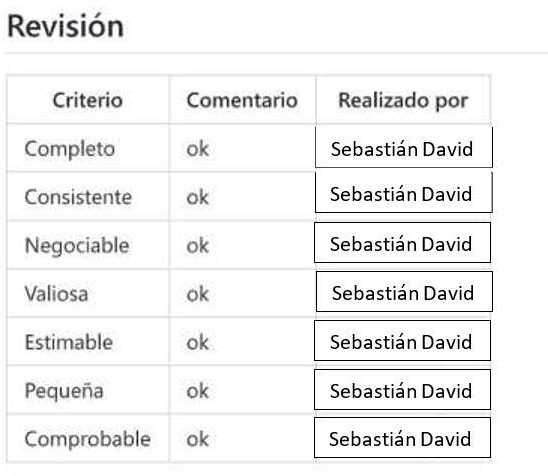 Revisión
Criterio Comentario Realizado por
Completo ok Sebastián David
Consistente ok Sebastián David
Negociable ok Sebastián David
Valiosa ok Sebastián David
Estimable ok Sebastián David
Pequeña ok Sebastián David
Comprobable ok Sebastián David